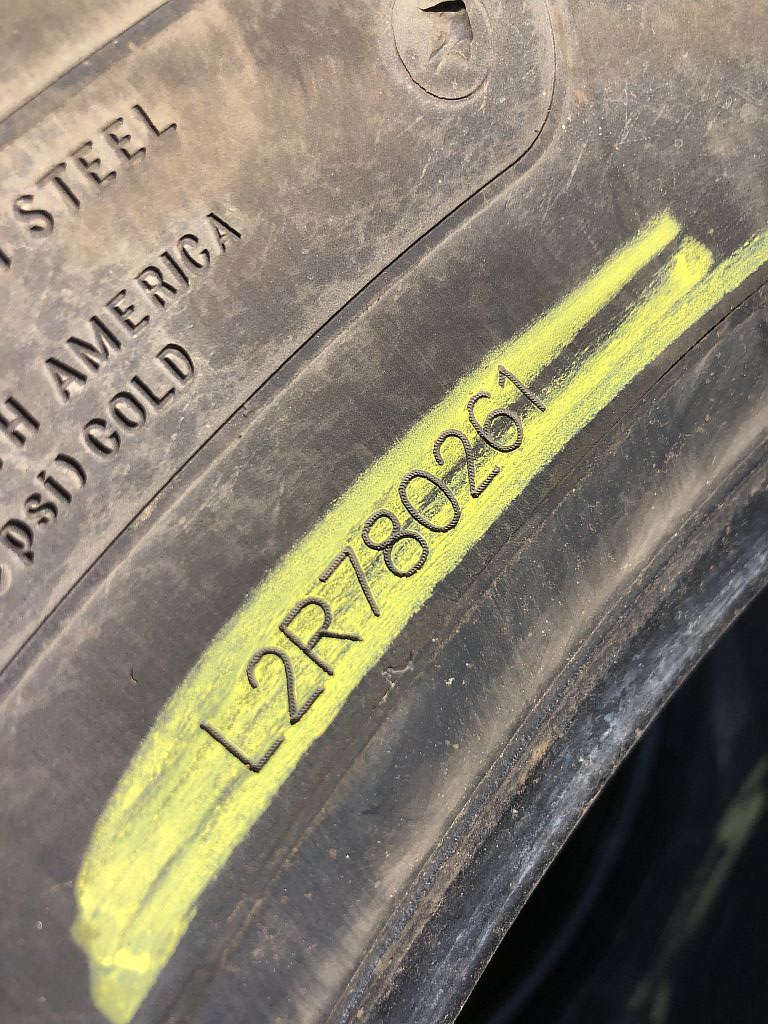 STEEL
AMERICA
psi) COLD
L2R780261